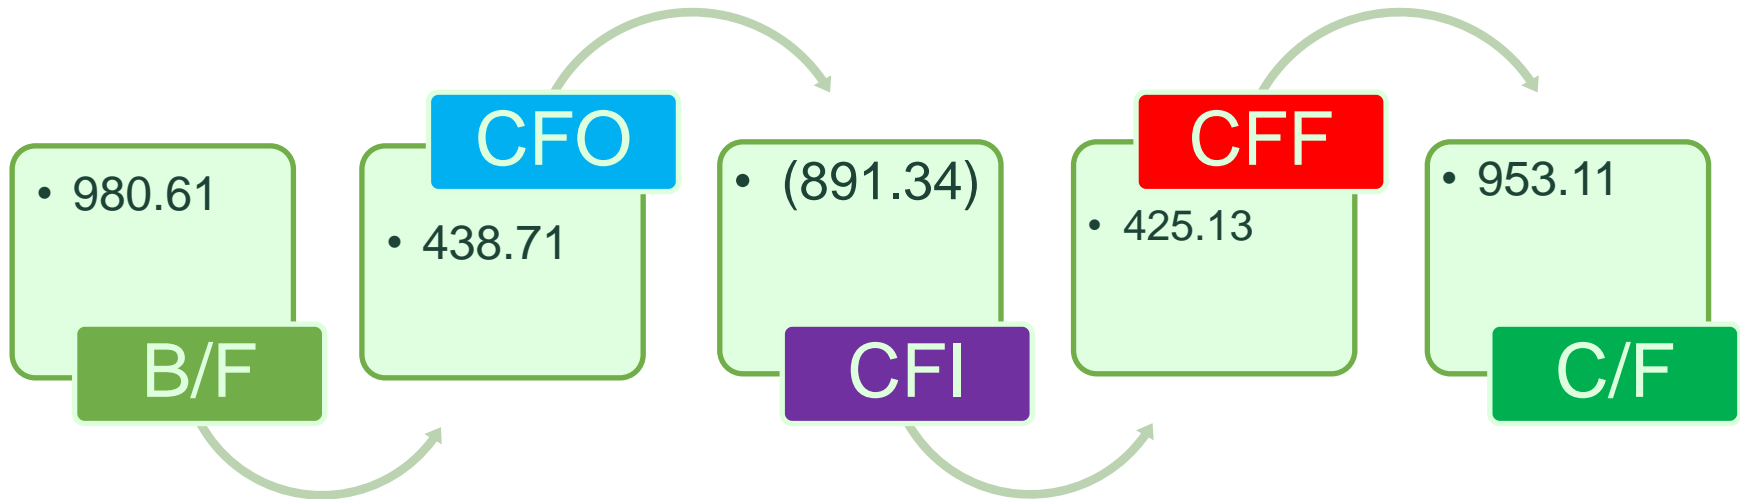 • 980.61
B/F
CFO
• 438.71
• (891.34)
CFI
CFF
• 425.13
• 953.11
C/F